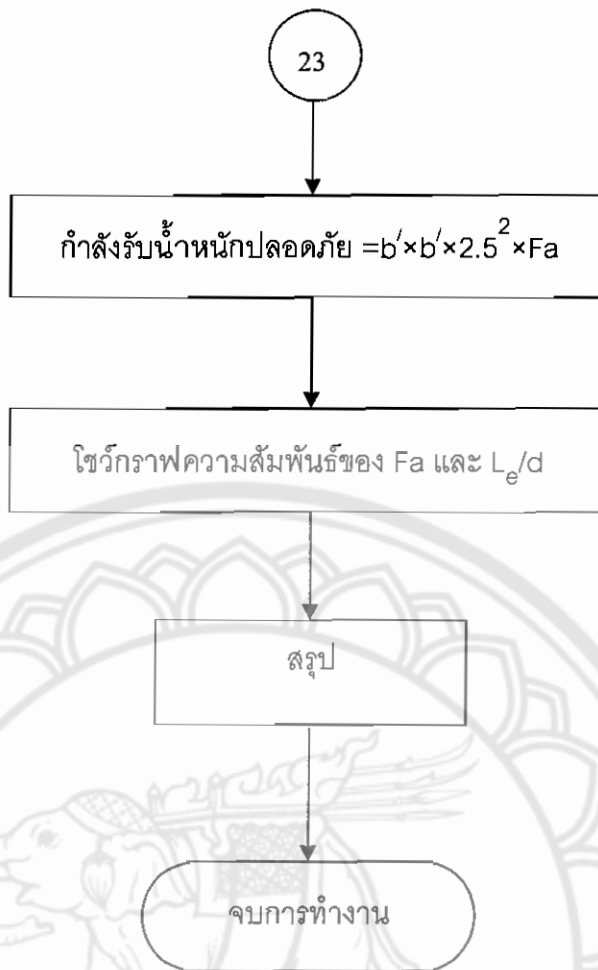 23
กำลังรับน้ำหนักปลอดภัย =b′×b′×2.5²×Fa
โชว์กราฟความสัมพันธ์ของ Fa และ Lₑ/d
สรุป
จบการทำงาน